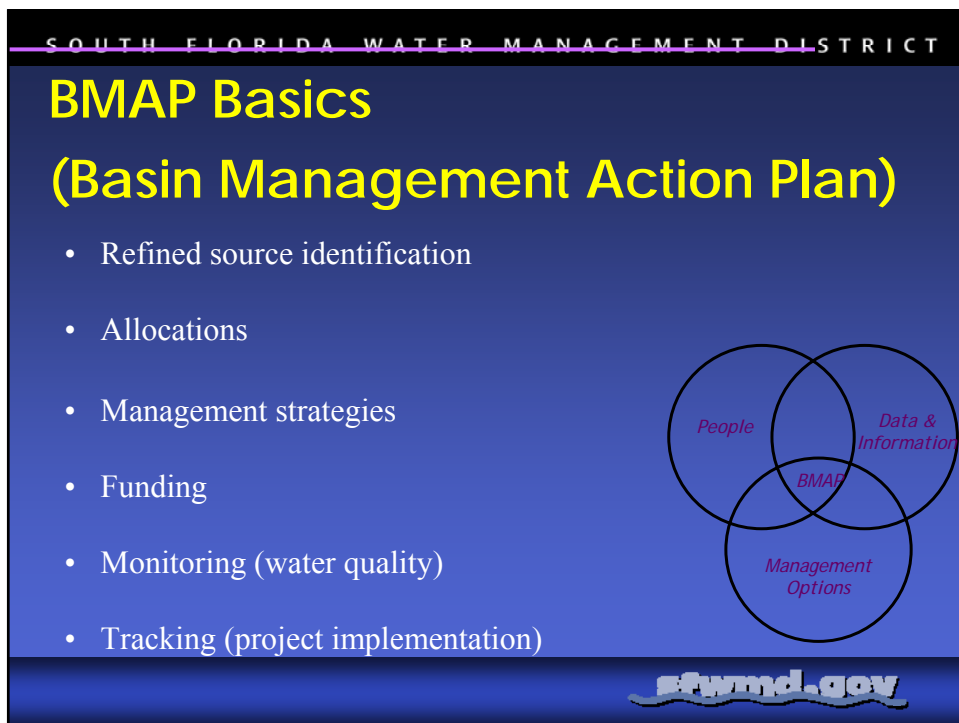 SOUTH FLORIDA WATER MANAGEMENT DISTRICT
BMAP Basics
(Basin Management Action Plan)
• Refined source identification
• Allocations
• Management strategies
• Funding
• Monitoring (water quality)
• Tracking (project implementation)
People
Data &
Information
BMAP
Management
Options
sfwmd.gov